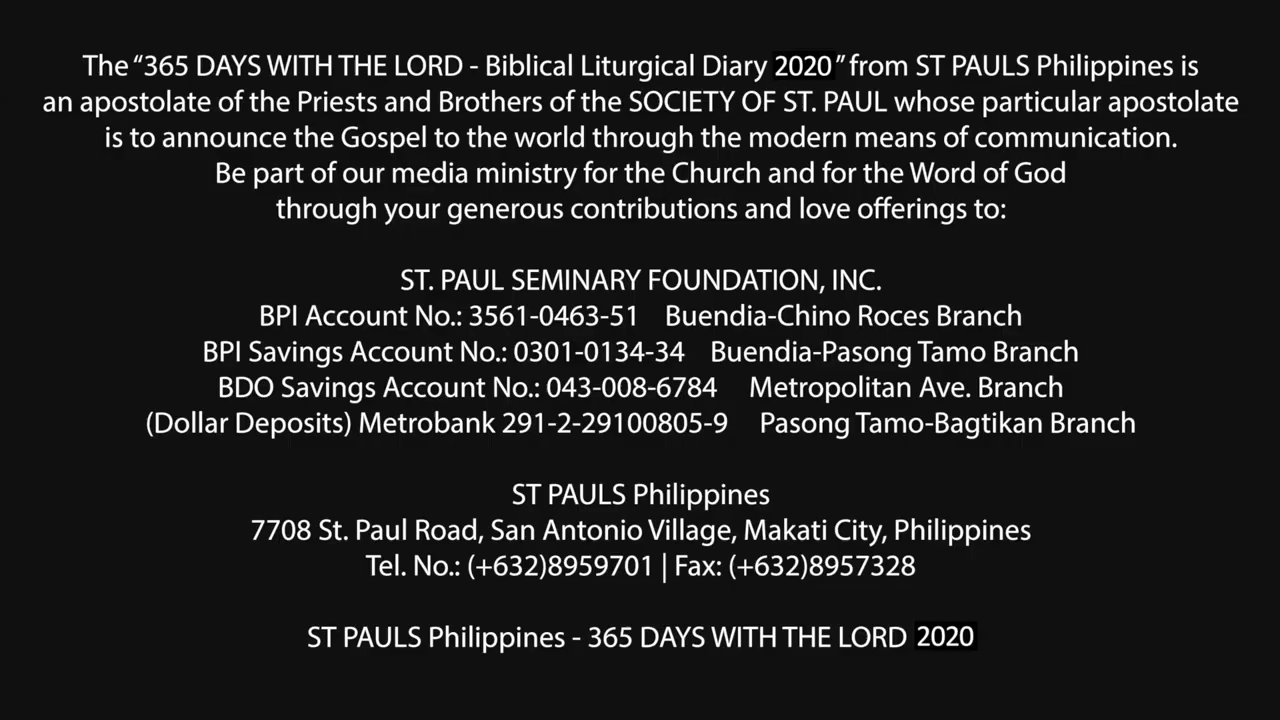 The “365 DAYS WITH THE LORD - Biblical Liturgical Diary 2020” from ST PAULS Philippines is
an apostolate of the Priests and Brothers of the SOCIETY OF ST. PAUL whose particular apostolate
is to announce the Gospel to the world through the modern means of communication.
Be part of our media ministry for the Church and for the Word of God
through your generous contributions and love offerings to:
ST. PAUL SEMINARY FOUNDATION, INC.
BPI Account No.: 3561-0463-51 Buendia-Chino Roces Branch
BPI Savings Account No.: 0301-0134-34 Buendia-Pasong Tamo Branch
BDO Savings Account No.: 043-008-6784 Metropolitan Ave. Branch
(Dollar Deposits) Metrobank 291-2-29100805-9 Pasong Tamo-Bagtikan Branch
ST PAULS Philippines
7708 St. Paul Road, San Antonio Village, Makati City, Philippines
Tel. No.: (+632)8959701 | Fax: (+632)8957328
ST PAULS Philippines - 365 DAYS WITH THE LORD 2020